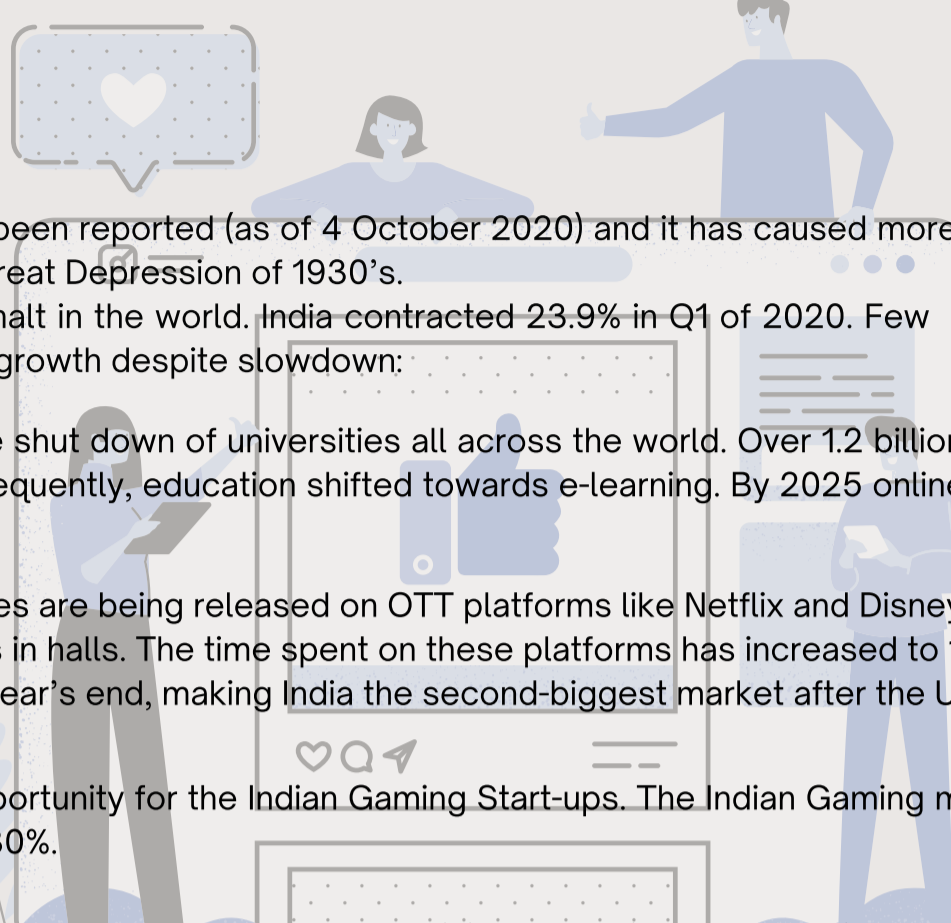 been reported (as of 4 October 2020) and it has caused more
reat Depression of 1930’s.
halt in the world. India contracted 23.9% in Q1 of 2020. Few
growth despite slowdown:
e shut down of universities all across the world. Over 1.2 billion
equently, education shifted towards e-learning. By 2025 online
es are being released on OTT platforms like Netflix and Disney
s in halls. The time spent on these platforms has increased to
ear’s end, making India the second-biggest market after the U
portunity for the Indian Gaming Start-ups. The Indian Gaming m
30%.